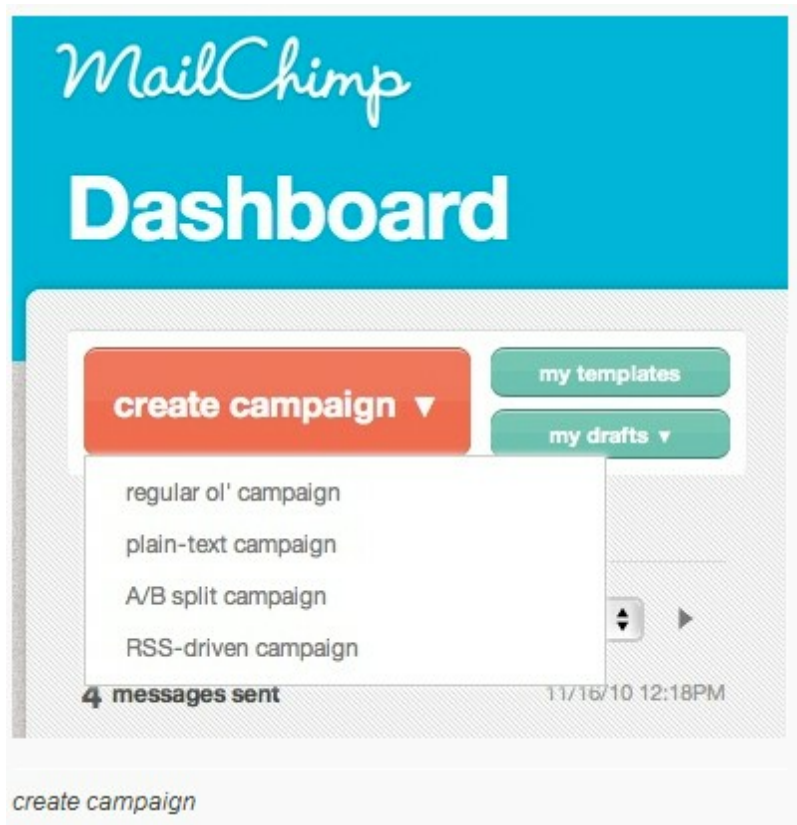 MailChimp
Dashboard
create campaign ▼
my templates
my drafts ▼
regular ol' campaign
plain-text campaign
A/B split campaign
RSS-driven campaign
4 messages sent 11/16/10 12:18PM
create campaign